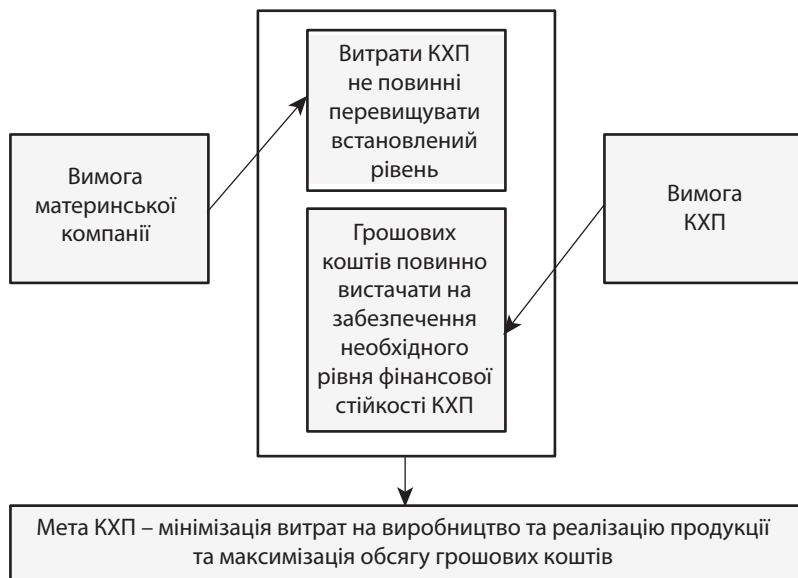 Витрати КХП
не повинні
перевищувати
встановлений
рівень
Вимога
материнської
компанії
Вимога
КХП
Грошових
коштів повинно
вистачати на
забезпечення
необхідного
рівня фінансової
стійкості КХП
Мета КХП – мінімізація витрат на виробництво та реалізацію продукції
та максимізація обсягу грошових коштів